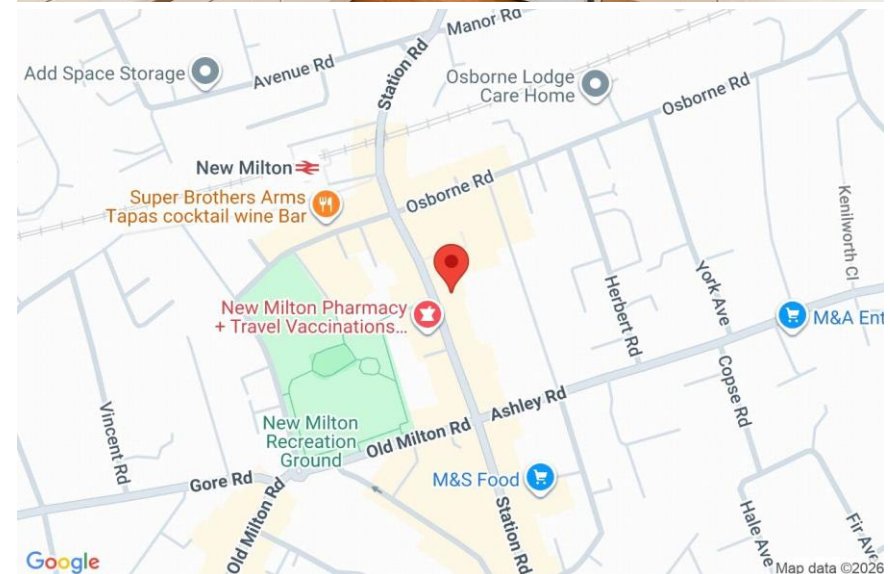 Manor Rd
Add Space Storage
Avenue Rd
Station Rd
Osborne Lodge
Care Home
Osborne Rd
New Milton
Super Brothers Arms
Tapas cocktail wine Bar
Osborne Rd
Kenilworth Cl
New Milton Pharmacy
+ Travel Vaccinations...
Herbert Rd
York Ave
M&A Ent
Vincent Rd
New Milton
Recreation
Ground
Old Milton Rd
Ashley Rd
Copse Rd
Gore Rd
Old Milton Rd
M&S Food
Station Rd
Hale Ave
Fir Ave
Google
Map data ©2026